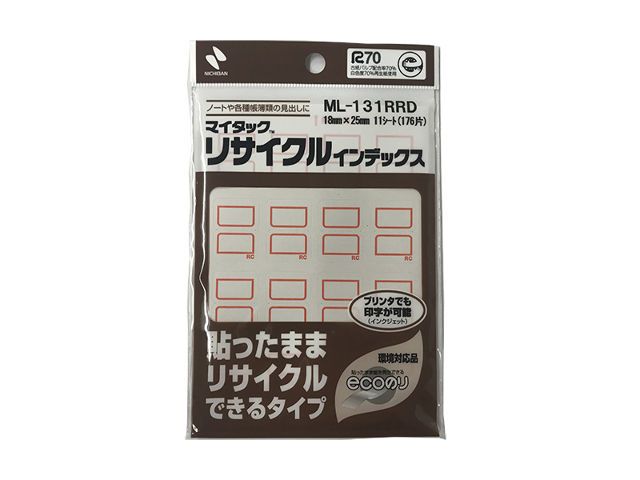 NICHIBAN
R70
古紙パルプ配合率70%
白色度70%再生紙使用
ノートや各種帳簿類の見出しに
ML-131RRD
18mm×25mm 11シート(176片)
マイタック™
リサイクルインデックス
RC RC RC RC
プリンタでも
印字が可能
(インクジェット)
貼ったまま
リサイクル
できるタイプ
環境対応品
ecoのり